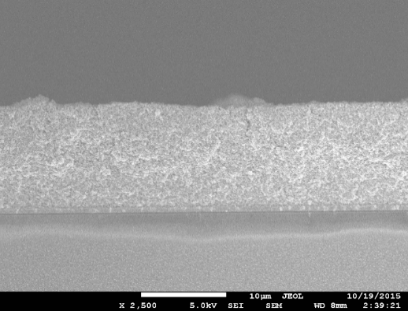 10µm JEOL 10/19/2015
X 2,500 5.0kV SEI SEM WD 8mm 2:39:21